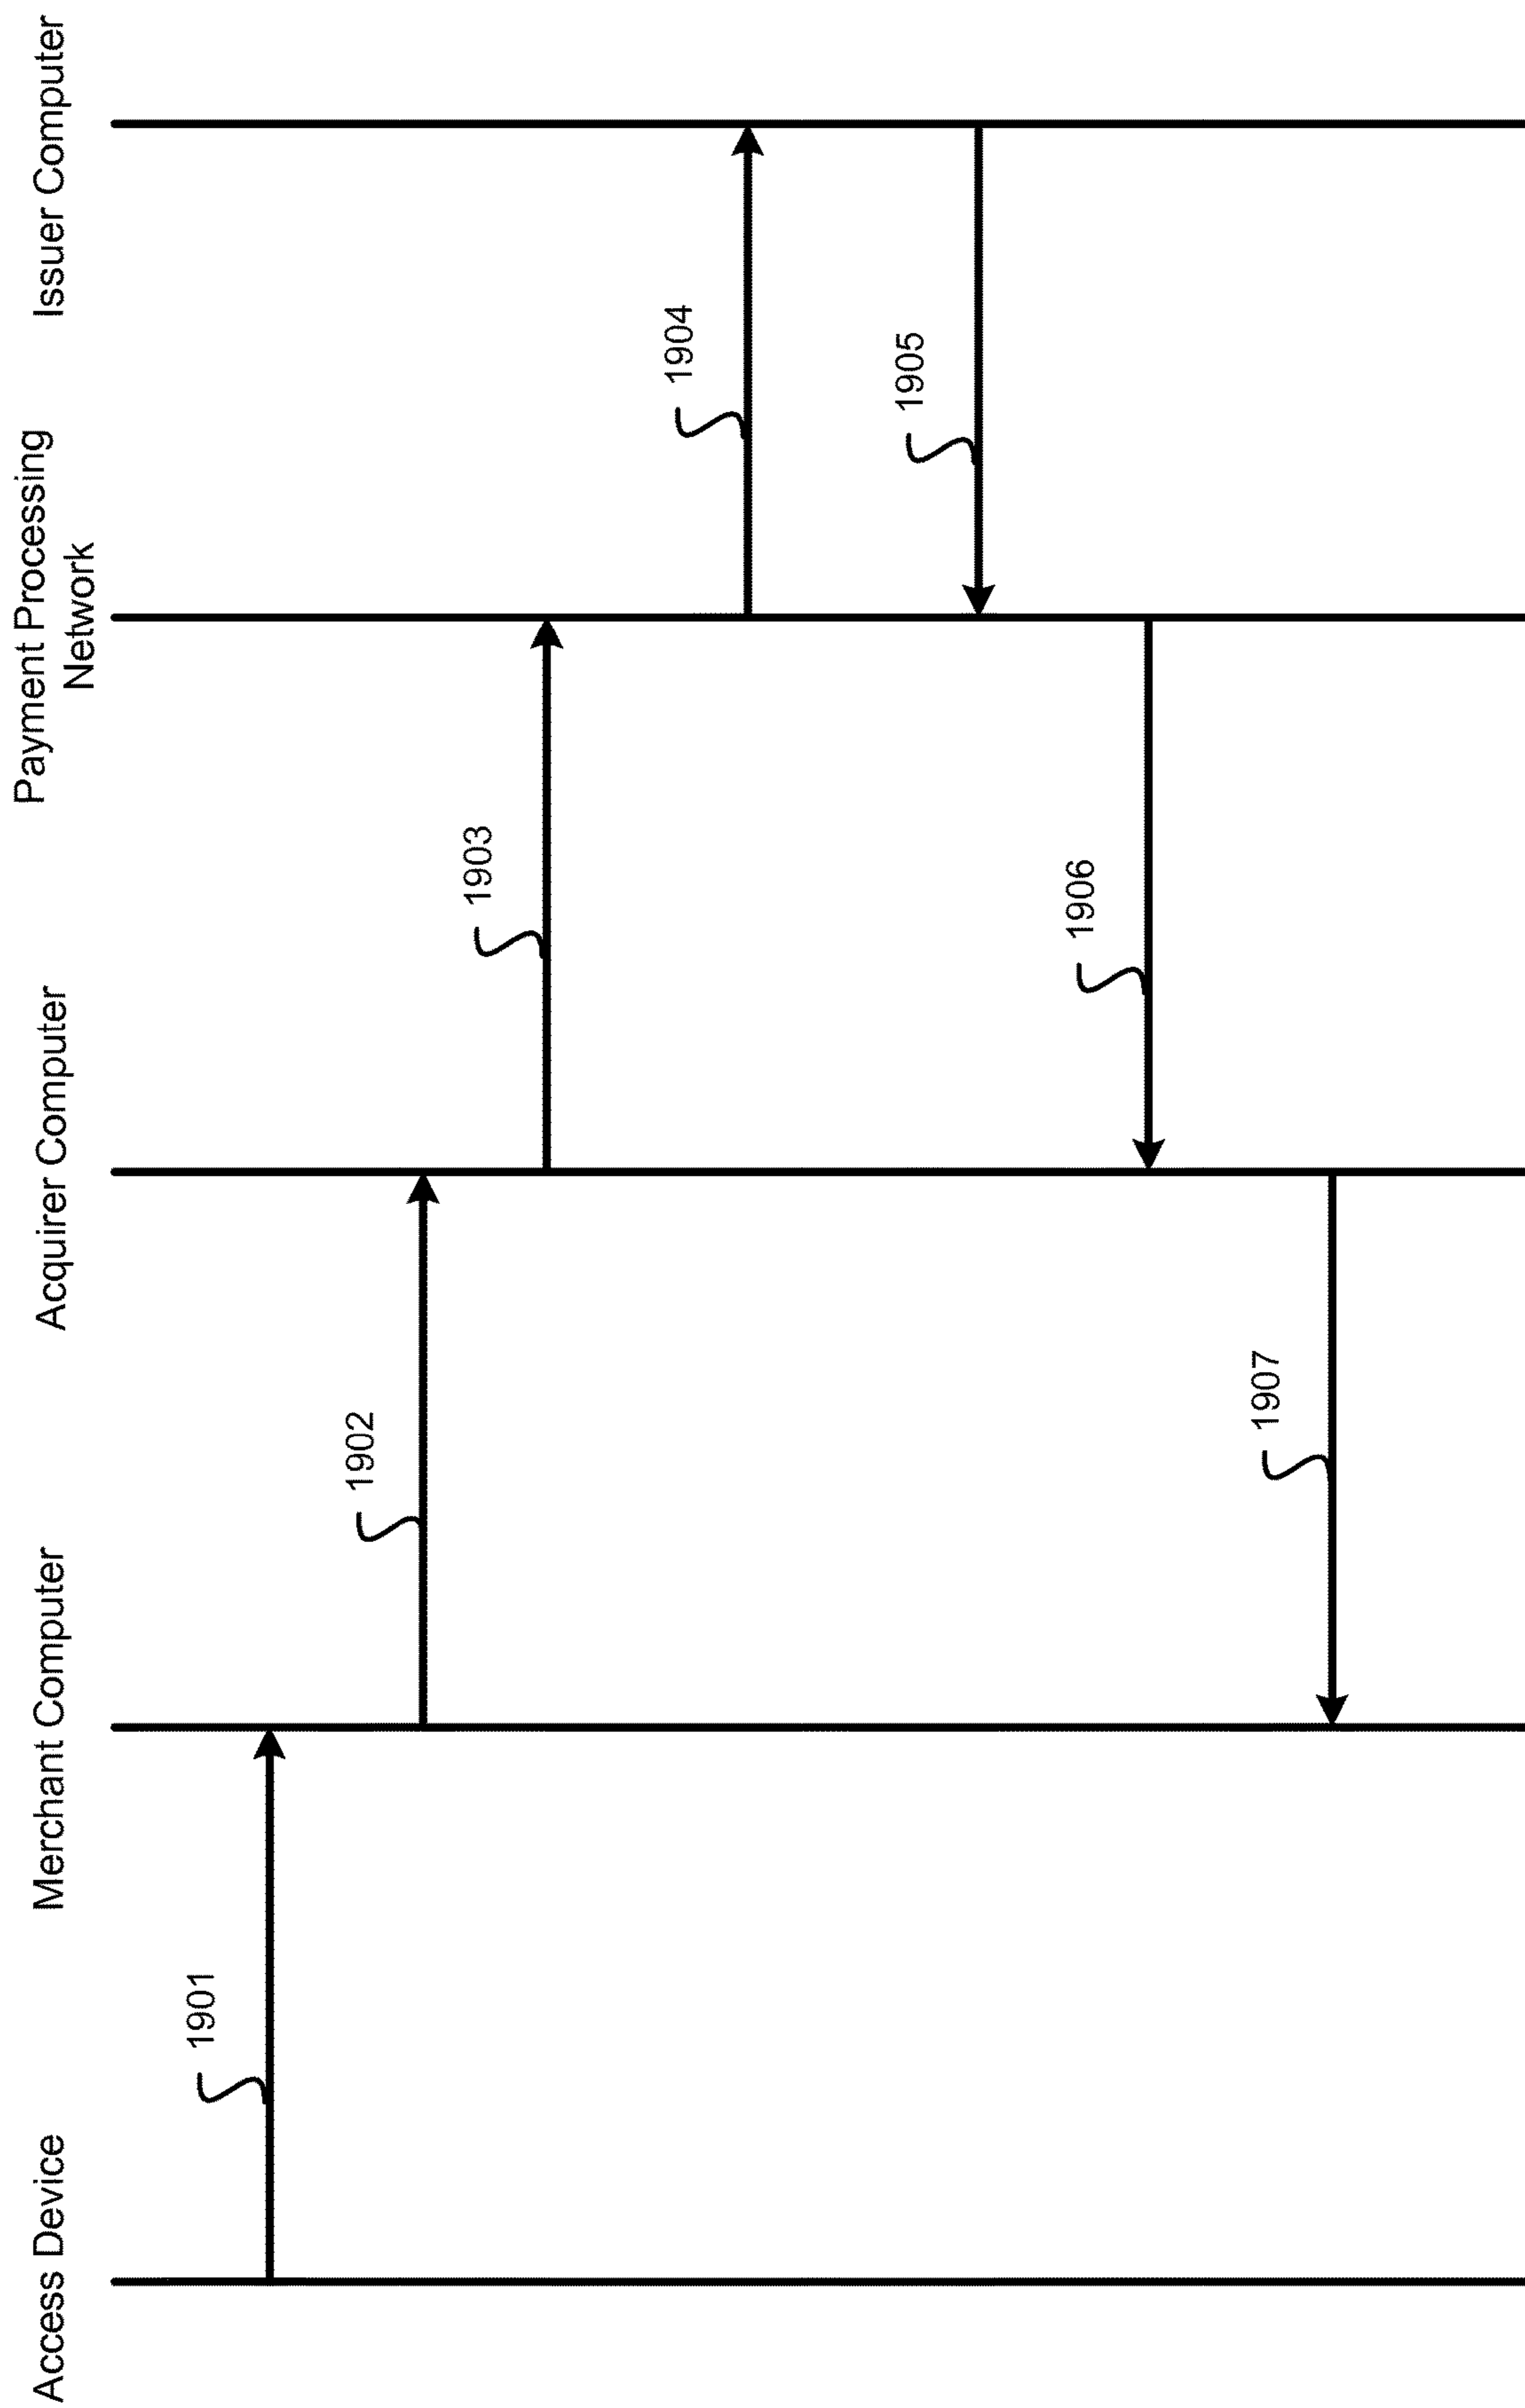 Access Device
Merchant Computer
Acquirer Computer
Payment Processing
Network
Issuer Computer
1901
1902
1903
1904
1905
1906
1907